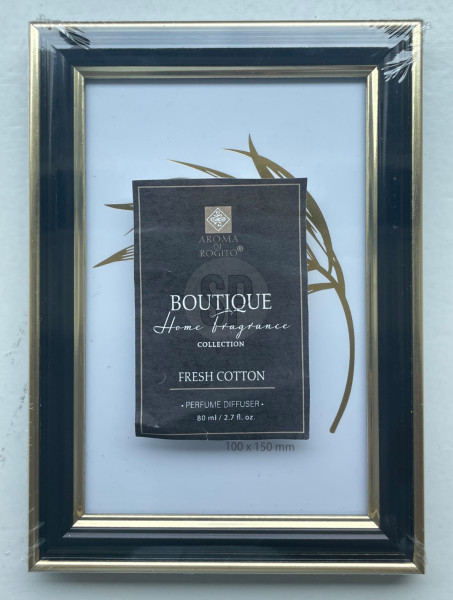 AROMA
DI
ROGITO®
BOUTIQUE
Home Fragrance
COLLECTION
FRESH COTTON
• PERFUME DIFFUSER •
80 ml / 2.7 fl. oz.
100 x 150 mm